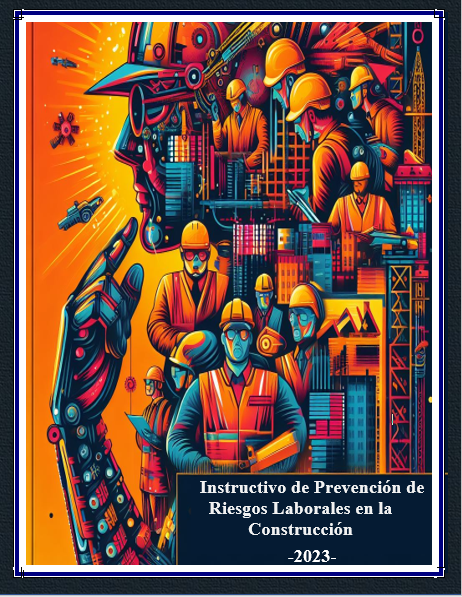 Instructivo de Prevención de
Riesgos Laborales en la
Construcción
-2023-